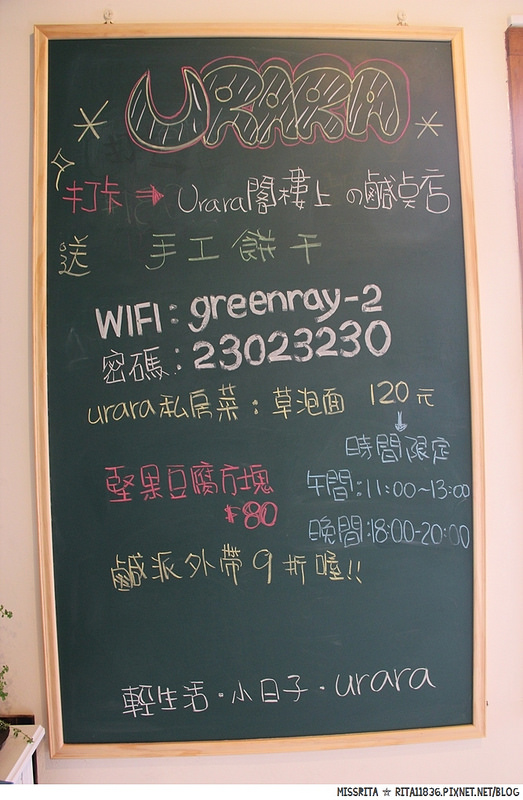 URARA
打卡 ➡ Urara閣樓上の鹹点店
送 手工餅干
WIFI：greenray-2
密碼：23023230
urara私房菜：草泡面 120元
↓
時間限定
午間：11:00~13:00
晚間：18:00-20:00
堅果豆腐方塊
$80
鹹派外帶9折喔!!
輕生活・小日子・urara
MISSRITA ☆ RITA11836.PIXNET.NET/BLOG